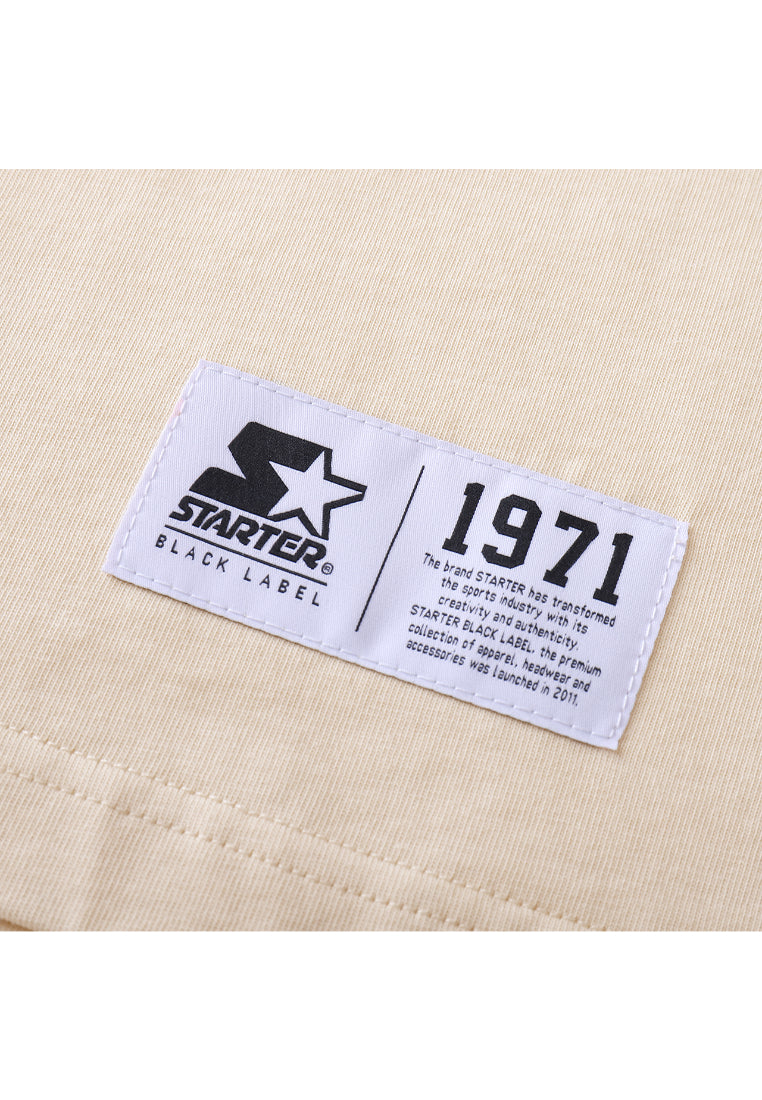 STARTER®
BLACK LABEL
1971
The brand STARTER has transformed
the sports industry with its
creativity and authenticity.
STARTER BLACK LABEL, the premium
collection of apparel, headwear and
accessories was launched in 2011.